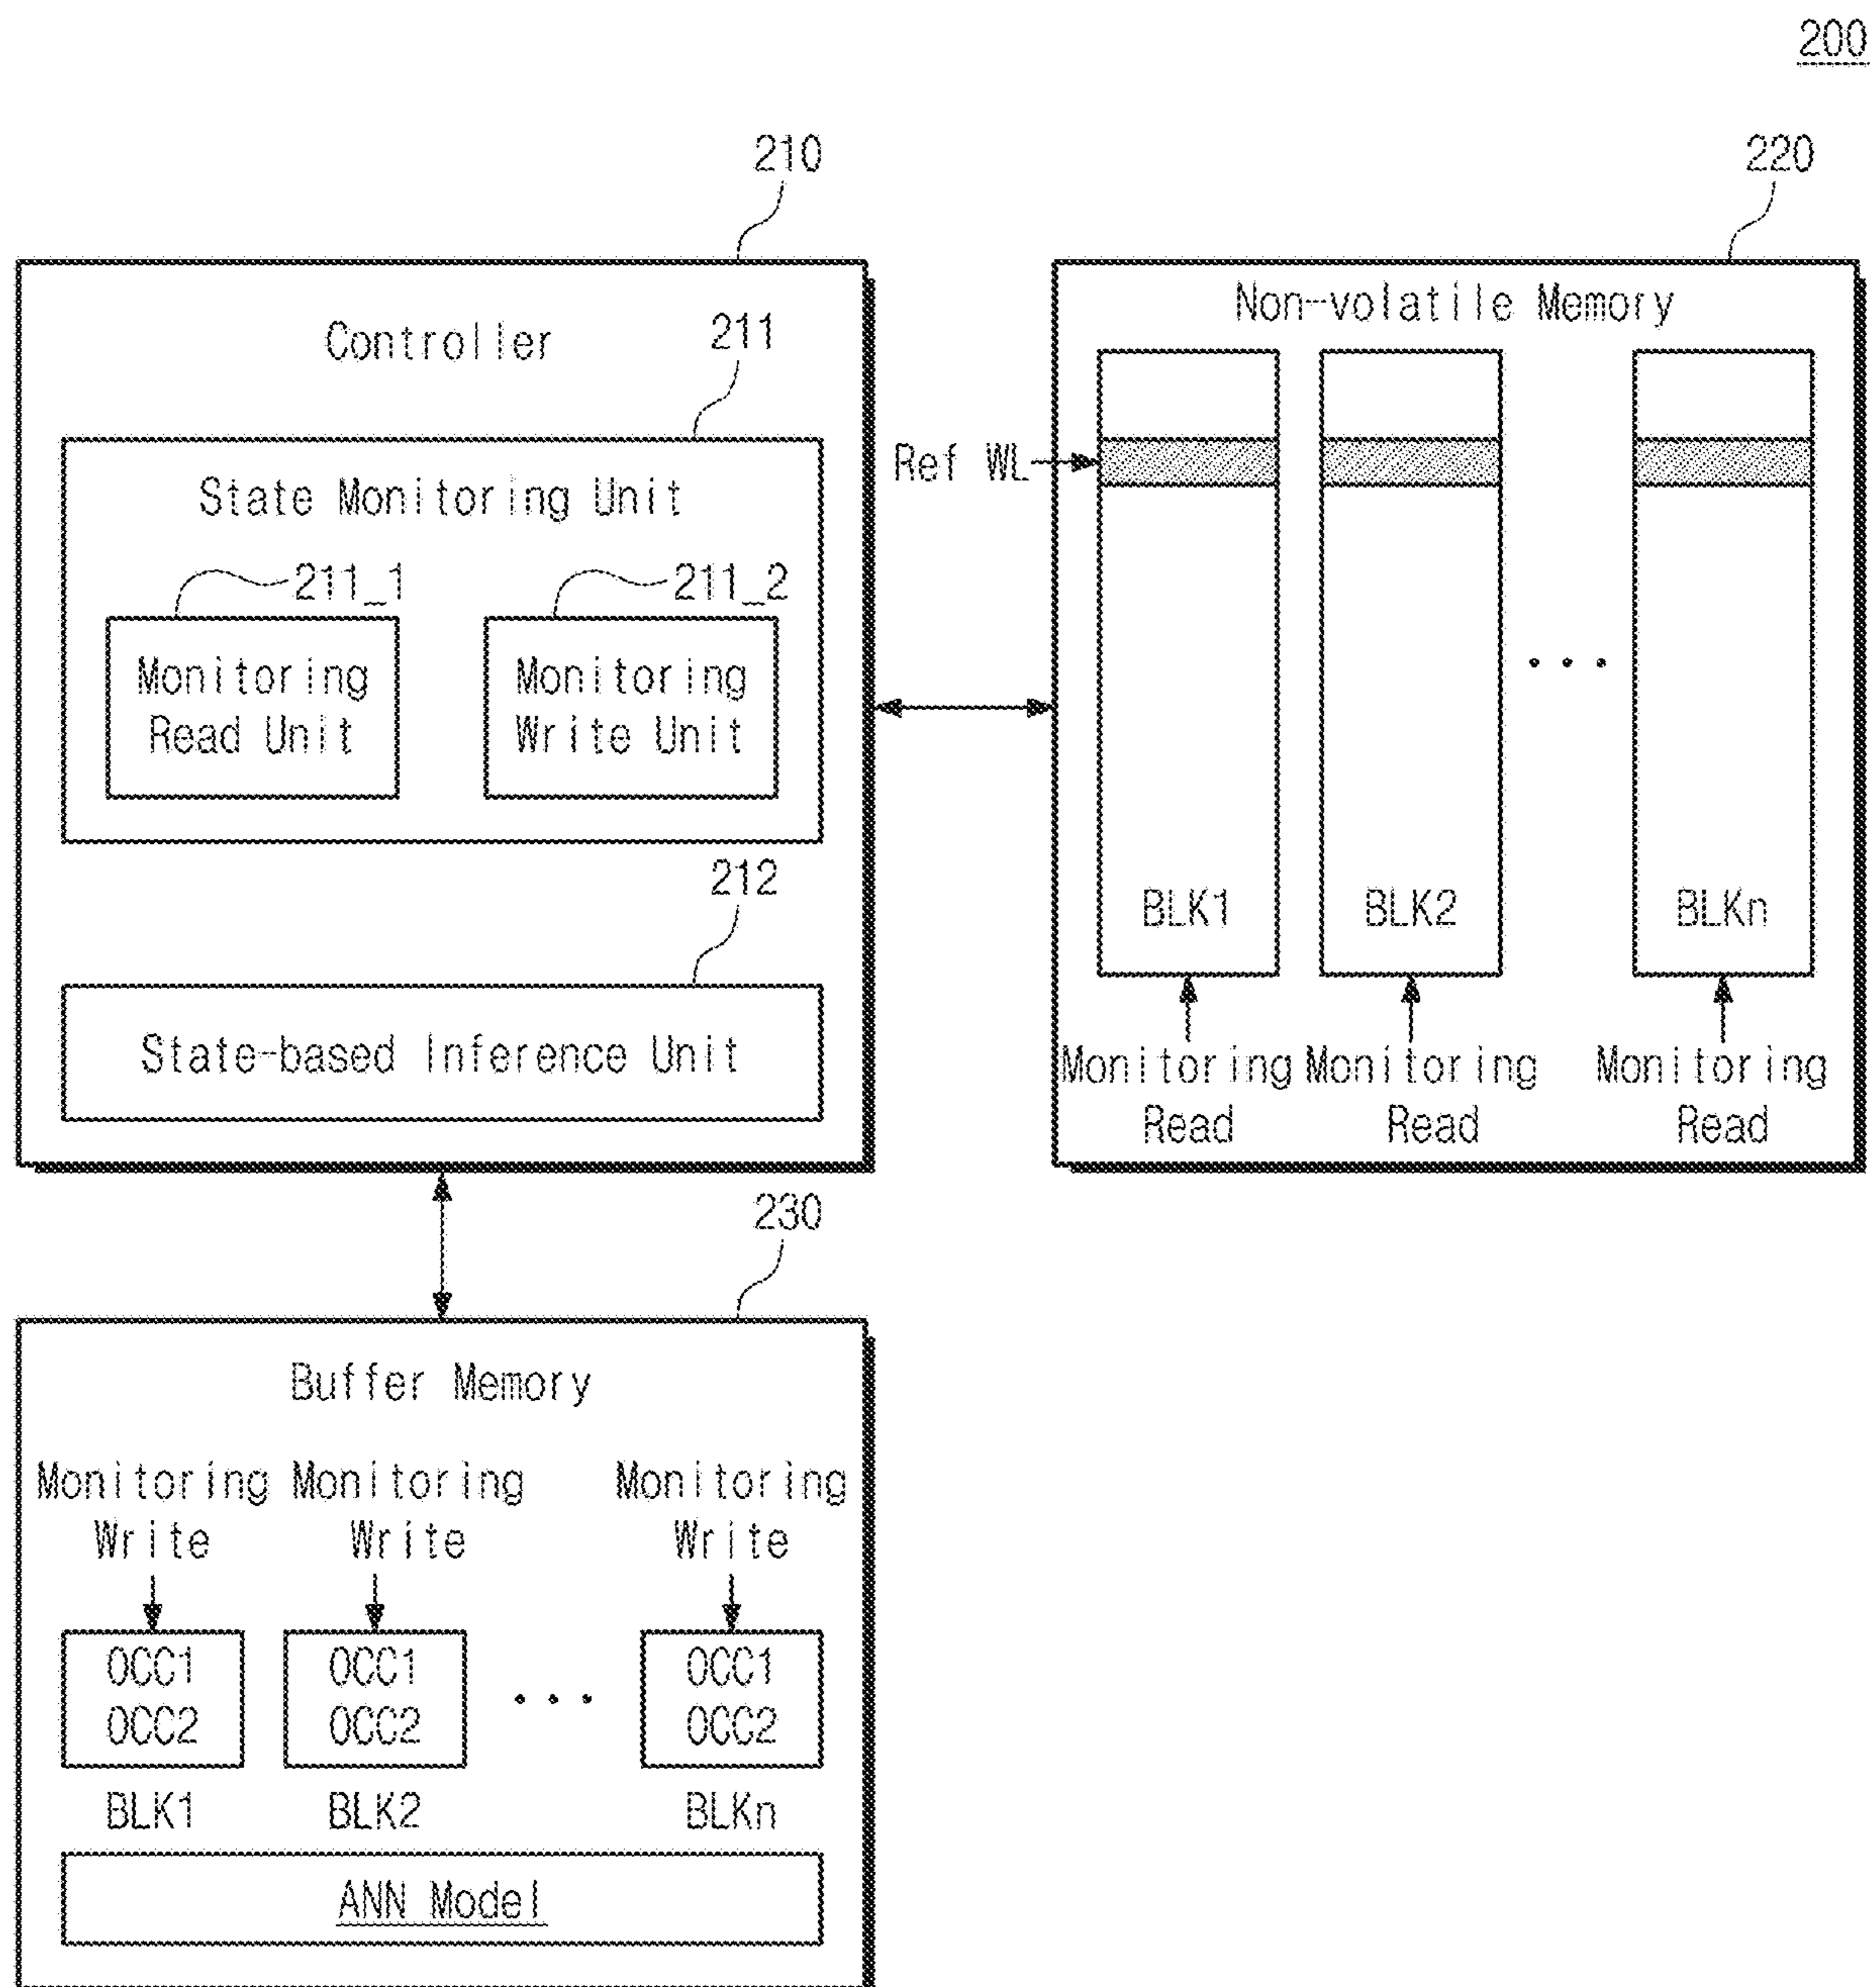 200
210
220
Controller
211
State Monitoring Unit
211_1
211_2
Monitoring
Read Unit
Monitoring
Write Unit
212
State-based Inference Unit
Non-volatile Memory
Ref WL
BLK1
BLK2
. . .
BLKn
Monitoring
Read
Monitoring
Read
Monitoring
Read
230
Buffer Memory
Monitoring
Write
Monitoring
Write
Monitoring
Write
OCC1
OCC2
OCC1
OCC2
. . .
OCC1
OCC2
BLK1
BLK2
BLKn
ANN Model